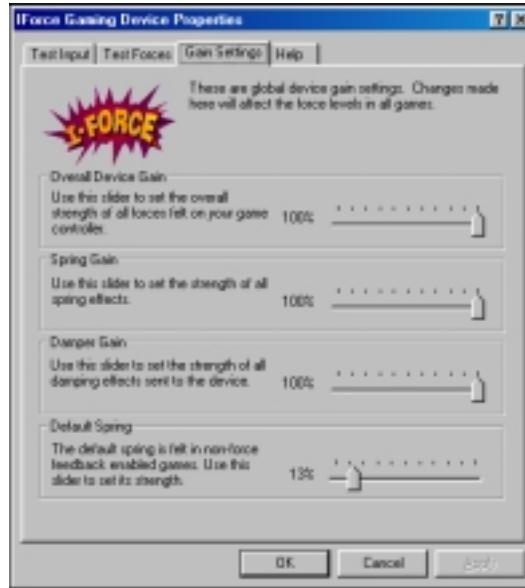 IForce Gaming Device Properties
Test Input
Test Forces
Gain Settings
Help
I-FORCE
These are global device gain settings. Changes made
here will affect the force levels in all games.
Overall Device Gain
Use this slider to set the overall
strength of all forces felt on your game
controller.
100%
Spring Gain
Use this slider to set the strength of all
spring effects.
100%
Damper Gain
Use this slider to set the strength of all
damping effects sent to the device.
100%
Default Spring
The default spring is felt in non-force
feedback enabled games. Use this
slider to set its strength.
13%
OK
Cancel
Apply